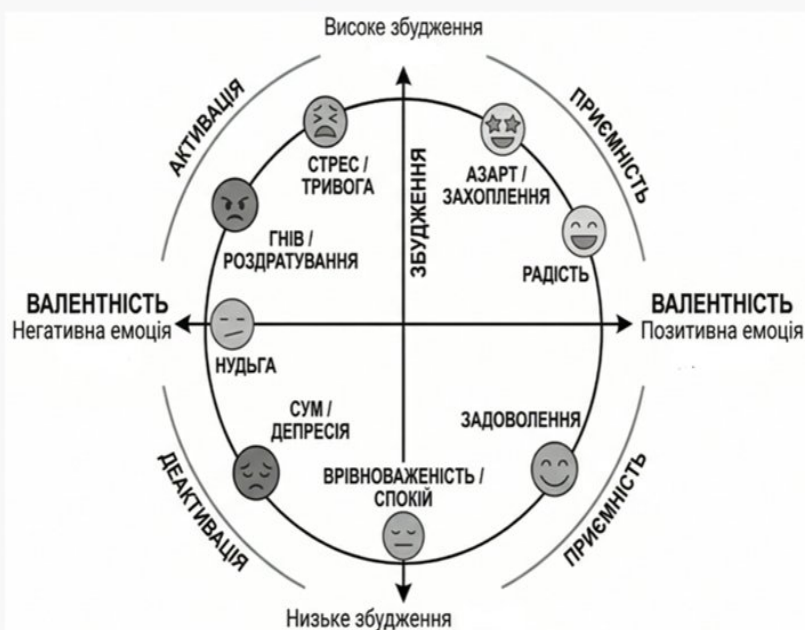 Високе збудження
АКТИВАЦІЯ
ПРИЄМНІСТЬ
СТРЕС /
ТРИВОГА
АЗАРТ /
ЗАХОПЛЕННЯ
ЗБУДЖЕННЯ
ГНІВ /
РОЗДРАТУВАННЯ
РАДІСТЬ
ВАЛЕНТНІСТЬ
Негативна емоція
ВАЛЕНТНІСТЬ
Позитивна емоція
НУДЬГА
СУМ /
ДЕПРЕСІЯ
ЗАДОВОЛЕННЯ
ВРІВНОВАЖЕНІСТЬ /
СПОКІЙ
ДЕАКТИВАЦІЯ
ПРИЄМНІСТЬ
Низьке збудження